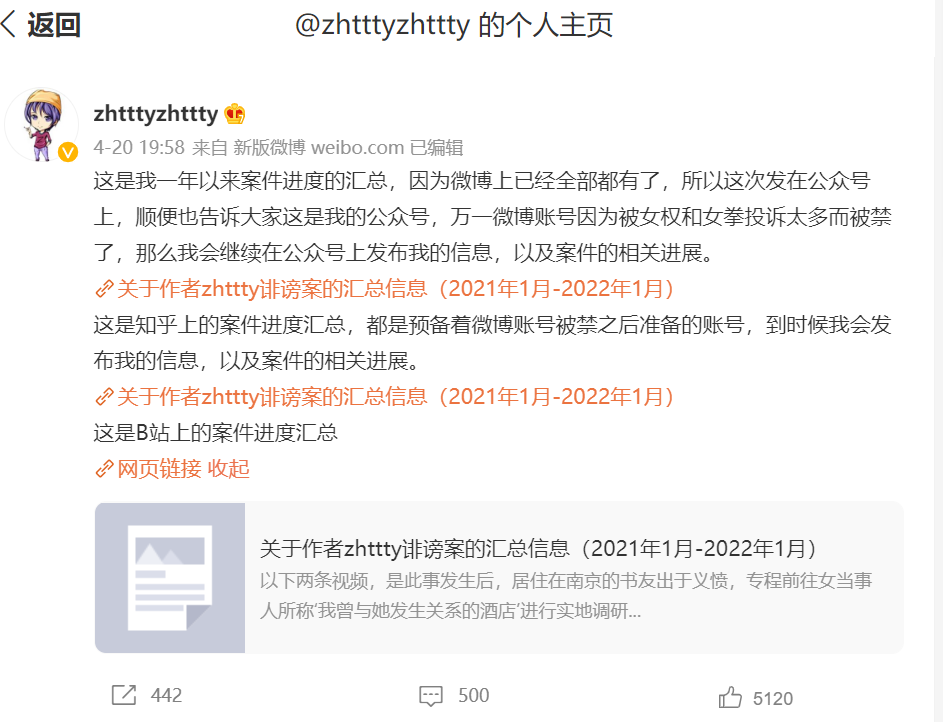 返回
@zhtttyzhttty 的个人主页
zhtttyzhttty
4-20 19:58 来自 新版微博 weibo.com 已编辑
这是我一年以来案件进度的汇总，因为微博上已经全部都有了，所以这次发在公众号
上，顺便也告诉大家这是我的公众号，万一微博账号因为被女权和女拳投诉太多而被禁
了，那么我会继续在公众号上发布我的信息，以及案件的相关进展。
关于作者zhttty诽谤案的汇总信息（2021年1月-2022年1月）
这是知乎上的案件进度汇总，都是预备着微博账号被禁之后准备的账号，到时候我会发
布我的信息，以及案件的相关进展。
关于作者zhttty诽谤案的汇总信息（2021年1月-2022年1月）
这是B站上的案件进度汇总
网页链接 收起
关于作者zhttty诽谤案的汇总信息（2021年1月-2022年1月）
以下两条视频，是此事发生后，居住在南京的书友出于义愤，专程前往女当事
人所称‘我曾与她发生关系的酒店’进行实地调研...
442
500
5120